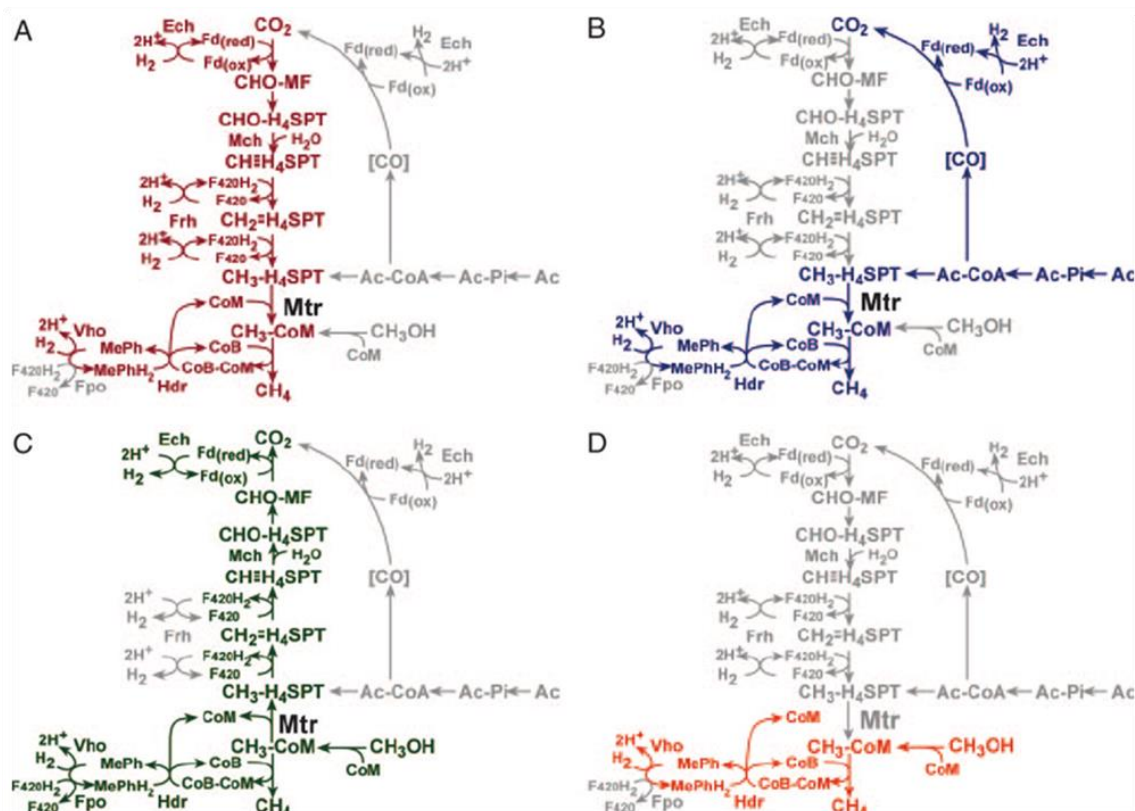 A
Ech
CO2
2H+ Fd(red)
H2 Fd(ox)
CHO-MF
CHO-H4SPT
Mch H2O
CH≡H4SPT
2H+ F420H2
H2 F420
Frh CH2=H4SPT
2H+ F420H2
H2 F420
CH3-H4SPT Ac-CoA Ac-Pi Ac
[CO]
H2
Fd(red) Ech
2H+
Fd(ox)
CoM Mtr
CH3-CoM CH3OH
CoM
2H+ Vho
H2 MePh CoB
F420H2 MePhH2 CoB-CoM
F420 Fpo Hdr
CH4
B
Ech
CO2
2H+ Fd(red)
H2 Fd(ox)
CHO-MF
CHO-H4SPT
Mch H2O
CH≡H4SPT
2H+ F420H2
H2 F420
Frh CH2=H4SPT
2H+ F420H2
H2 F420
CH3-H4SPT Ac-CoA Ac-Pi Ac
[CO]
H2
Fd(red) Ech
2H+
Fd(ox)
CoM Mtr
CH3-CoM CH3OH
CoM
2H+ Vho
H2 MePh CoB
F420H2 MePhH2 CoB-CoM
F420 Fpo Hdr
CH4
C
Ech
CO2
2H+ Fd(red)
H2 Fd(ox)
CHO-MF
CHO-H4SPT
Mch H2O
CH≡H4SPT
2H+ F420H2
H2 F420
Frh CH2=H4SPT
2H+ F420H2
H2 F420
CH3-H4SPT Ac-CoA Ac-Pi Ac
[CO]
H2
Fd(red) Ech
2H+
Fd(ox)
CoM Mtr
CH3-CoM CH3OH
CoM
2H+ Vho
H2 MePh CoB
F420H2 MePhH2 CoB-CoM
F420 Fpo Hdr
CH4
D
Ech
CO2
2H+ Fd(red)
H2 Fd(ox)
CHO-MF
CHO-H4SPT
Mch H2O
CH≡H4SPT
2H+ F420H2
H2 F420
Frh CH2=H4SPT
2H+ F420H2
H2 F420
CH3-H4SPT Ac-CoA Ac-Pi Ac
[CO]
H2
Fd(red) Ech
2H+
Fd(ox)
CoM Mtr
CH3-CoM CH3OH
CoM
2H+ Vho
H2 MePh CoB
F420H2 MePhH2 CoB-CoM
F420 Fpo Hdr
CH4